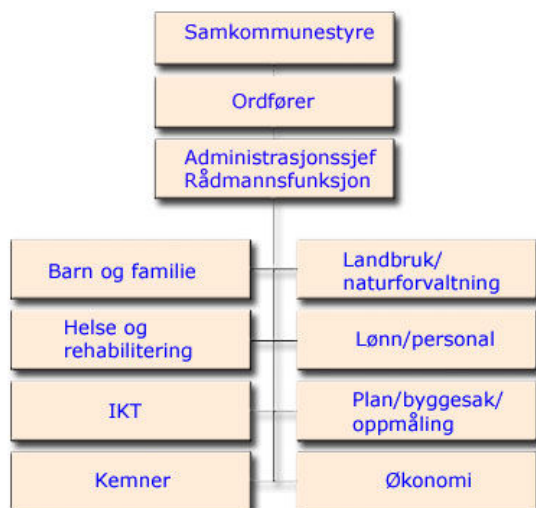 Samkommunestyre
Ordfører
Administrasjonssjef
Rådmannsfunksjon
Barn og familie
Landbruk/
naturforvaltning
Helse og
rehabilitering
Lønn/personal
IKT
Plan/byggesak/
oppmåling
Kemner
Økonomi